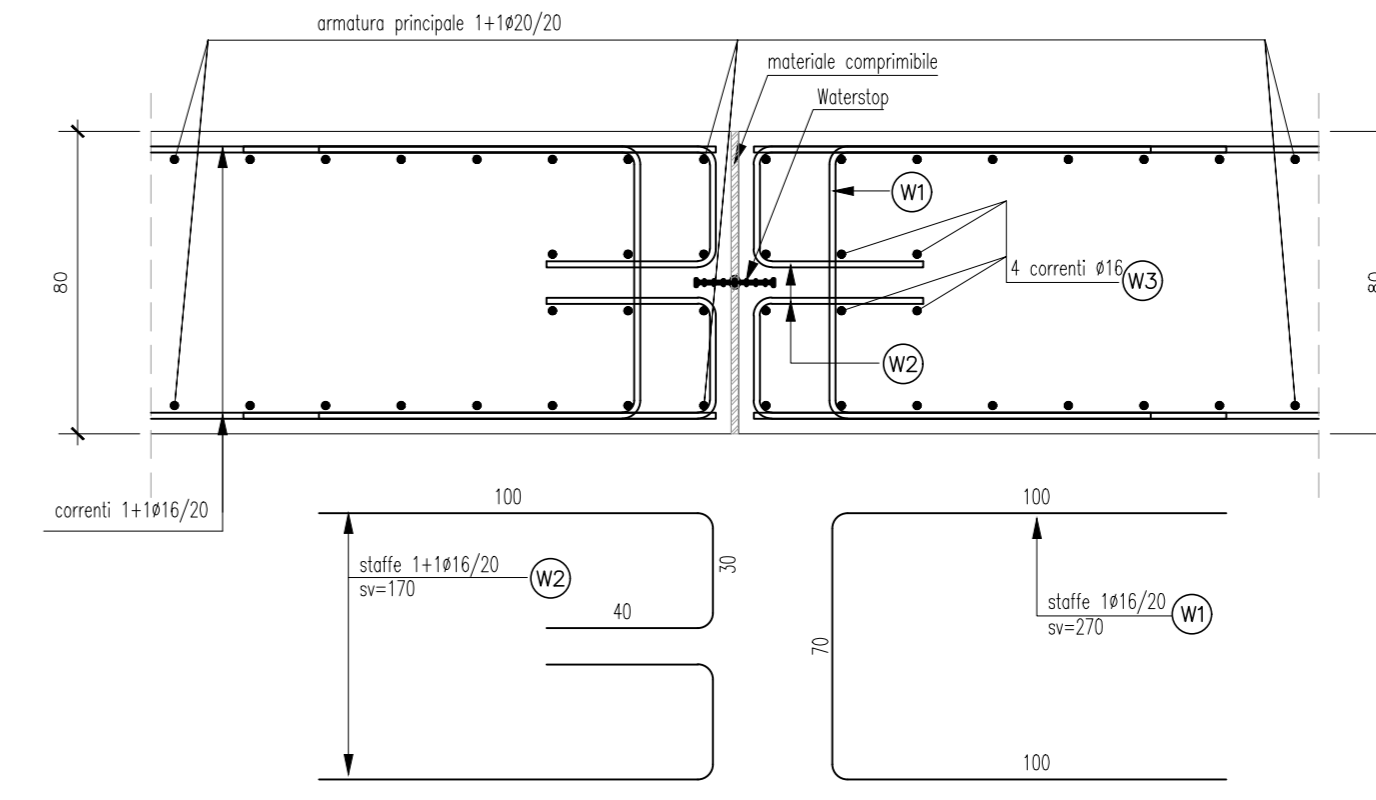 armatura principale 1+1ø20/20
materiale comprimibile
Waterstop
W1
80
80
4 correnti ø16
W3
W2
correnti 1+1ø16/20
100
100
staffe 1+1ø16/20
sv=170
W2
30
40
staffe 1ø16/20
sv=270
W1
70
100